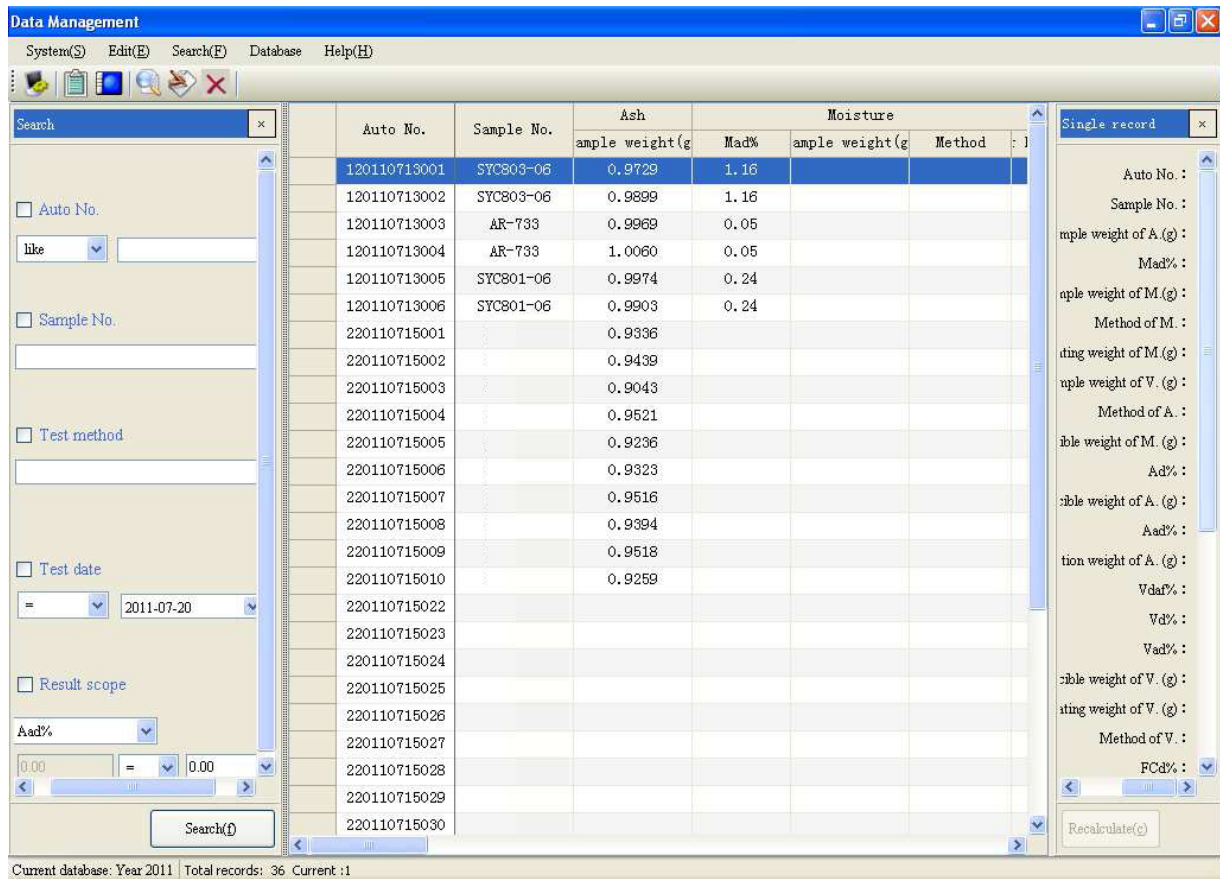 Data Management
System(S) Edit(E) Search(F) Database Help(H)
Search
Auto No.
like
Sample No.
Test method
Test date
= 2011-07-20
Result scope
Aad%
0.00 = 0.00
Search(f)
Auto No. Sample No. Ash Moisture
ample weight(g Mad% ample weight(g Method
120110713001 SYC803-06 0.9729 1.16
120110713002 SYC803-06 0.9899 1.16
120110713003 AR-733 0.9969 0.05
120110713004 AR-733 1.0060 0.05
120110713005 SYC801-06 0.9974 0.24
120110713006 SYC801-06 0.9903 0.24
220110715001 0.9336
220110715002 0.9439
220110715003 0.9043
220110715004 0.9521
220110715005 0.9236
220110715006 0.9323
220110715007 0.9516
220110715008 0.9394
220110715009 0.9518
220110715010 0.9259
220110715022
220110715023
220110715024
220110715025
220110715026
220110715027
220110715028
220110715029
220110715030
Single record
Auto No. :
Sample No. :
mple weight of A.(g) :
Mad% :
nple weight of M.(g) :
Method of M. :
ating weight of M.(g) :
mple weight of V. (g) :
Method of A. :
ible weight of M. (g) :
Ad% :
cible weight of A. (g) :
Aad% :
tion weight of A. (g) :
Vdaf% :
Vd% :
Vad% :
cible weight of V. (g) :
ating weight of V. (g) :
Method of V. :
FCd% :
Recalculate(c)
Current database: Year 2011 Total records: 36 Current :1